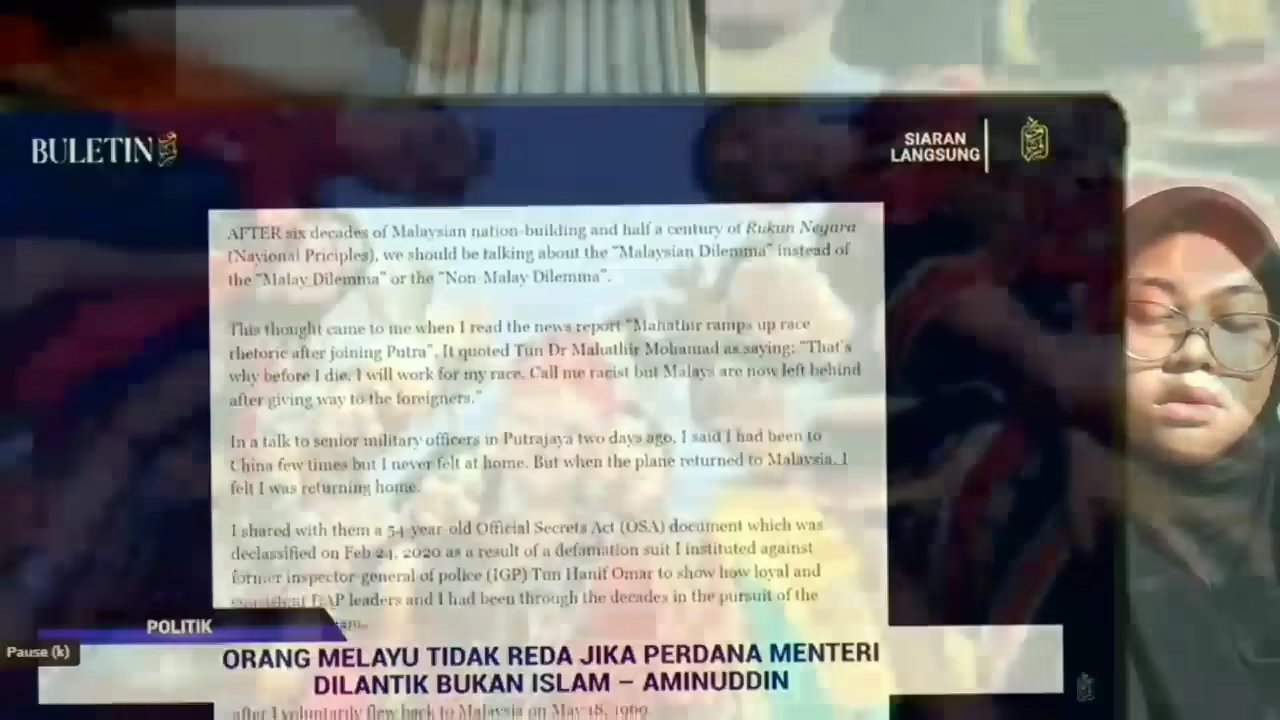 BULETIN
SIARAN
LANGSUNG
AFTER six decades of Malaysian nation-building and half a century of Rukun Negara
(Nayional Priciples), we should be talking about the "Malaysian Dilemma" instead of
the "Malay Dilemma" or the "Non-Malay Dilemma".
This thought came to me when I read the news report "Mahathir ramps up race
rhetoric after joining Putra". It quoted Tun Dr Mahathir Mohamad as saying: "That's
why before I die, I will work for my race. Call me racist but Malays are now left behind
after giving way to the foreigners."
In a talk to senior military officers in Putrajaya two days ago, I said I had been to
China few times but I never felt at home. But when the plane returned to Malaysia, I
felt I was returning home.
I shared with them a 54-year-old Official Secrets Act (OSA) document which was
declassified on Feb 24, 2020 as a result of a defamation suit I instituted against
former inspector-general of police (IGP) Tun Hanif Omar to show how loyal and
DAP leaders and I had been through the decades in the pursuit of the
POLITIK
Pause (k)
ORANG MELAYU TIDAK REDA JIKA PERDANA MENTERI
DILANTIK BUKAN ISLAM – AMINUDDIN
after I voluntarily flew back to Malaysia on May 18, 1969